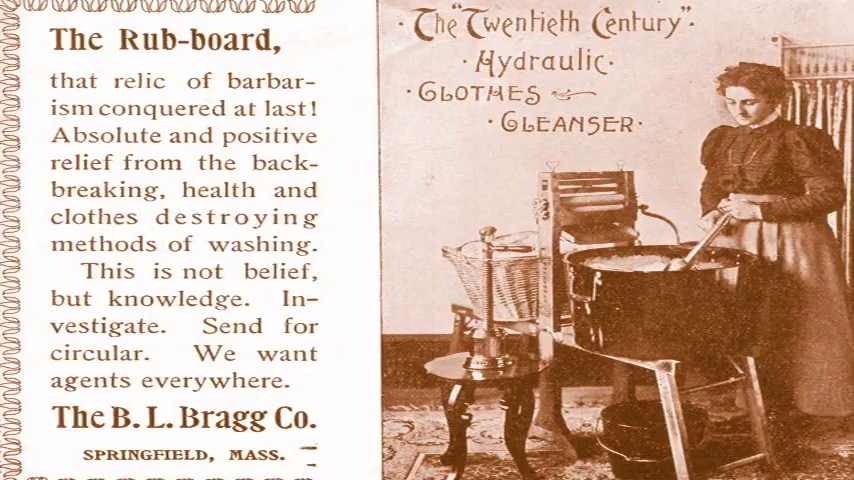 The Rub-board,
that relic of barbar-
ism conquered at last!
Absolute and positive
relief from the back-
breaking, health and
clothes destroying
methods of washing.
This is not belief,
but knowledge. In-
vestigate. Send for
circular. We want
agents everywhere.
The B. L. Bragg Co.
SPRINGFIELD, MASS.
·The "Twentieth Century"·
·Hydraulic·
·CLOTHES
·CLEANSER·